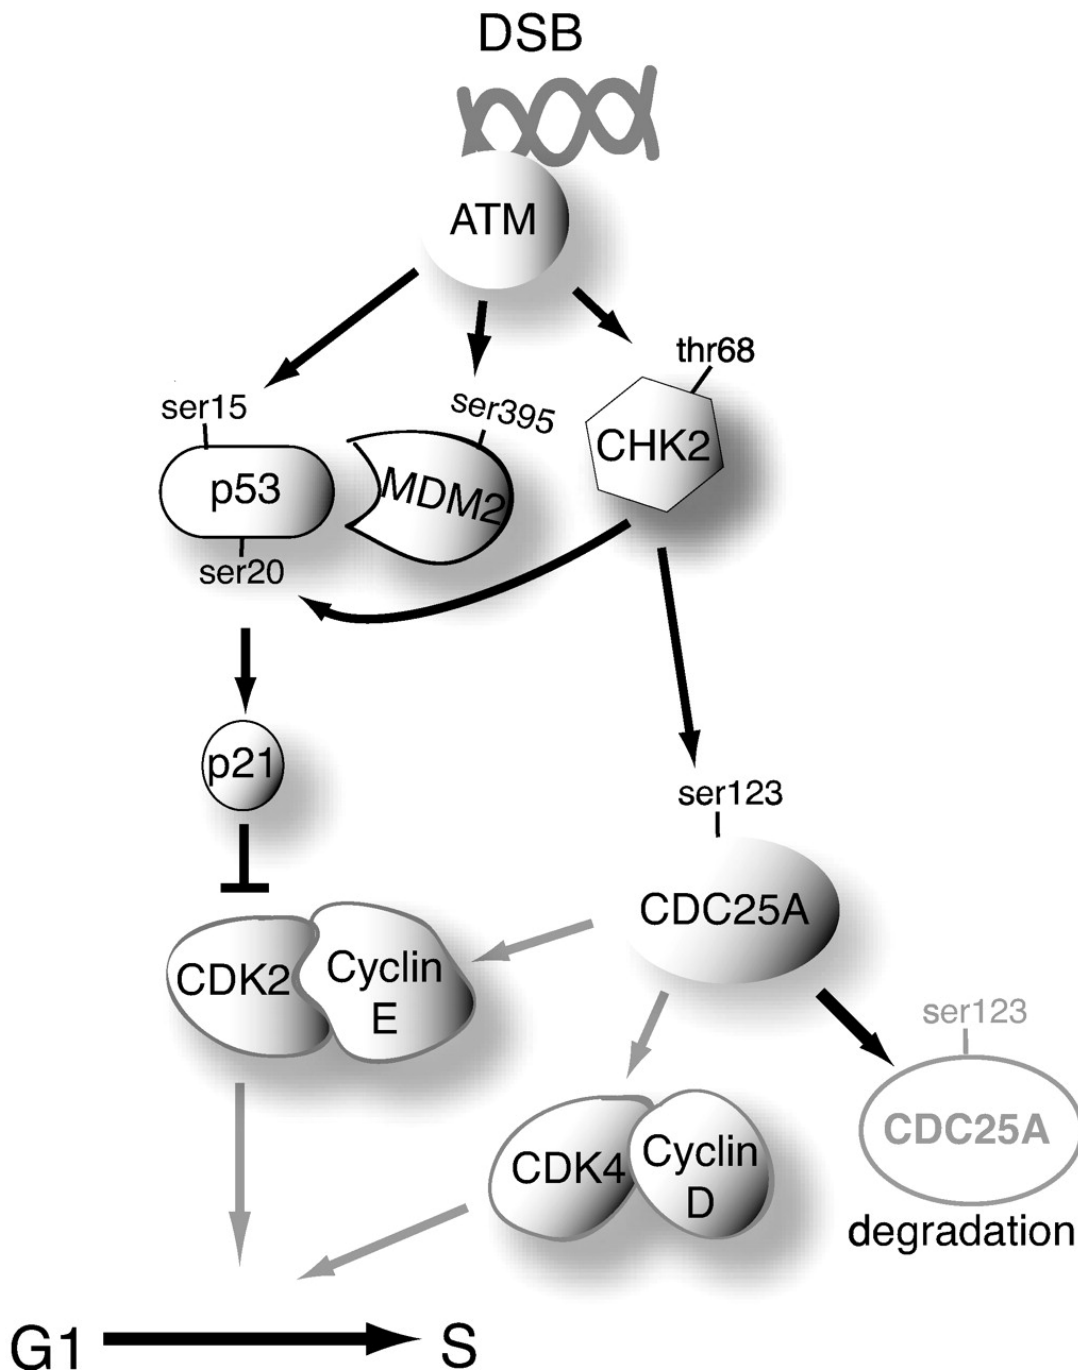 DSB
ATM
thr68
ser15
ser395
CHK2
p53
MDM2
ser20
p21
ser123
CDC25A
CDK2
Cyclin
E
ser123
CDC25A
CDK4
Cyclin
D
degradation
G1
S